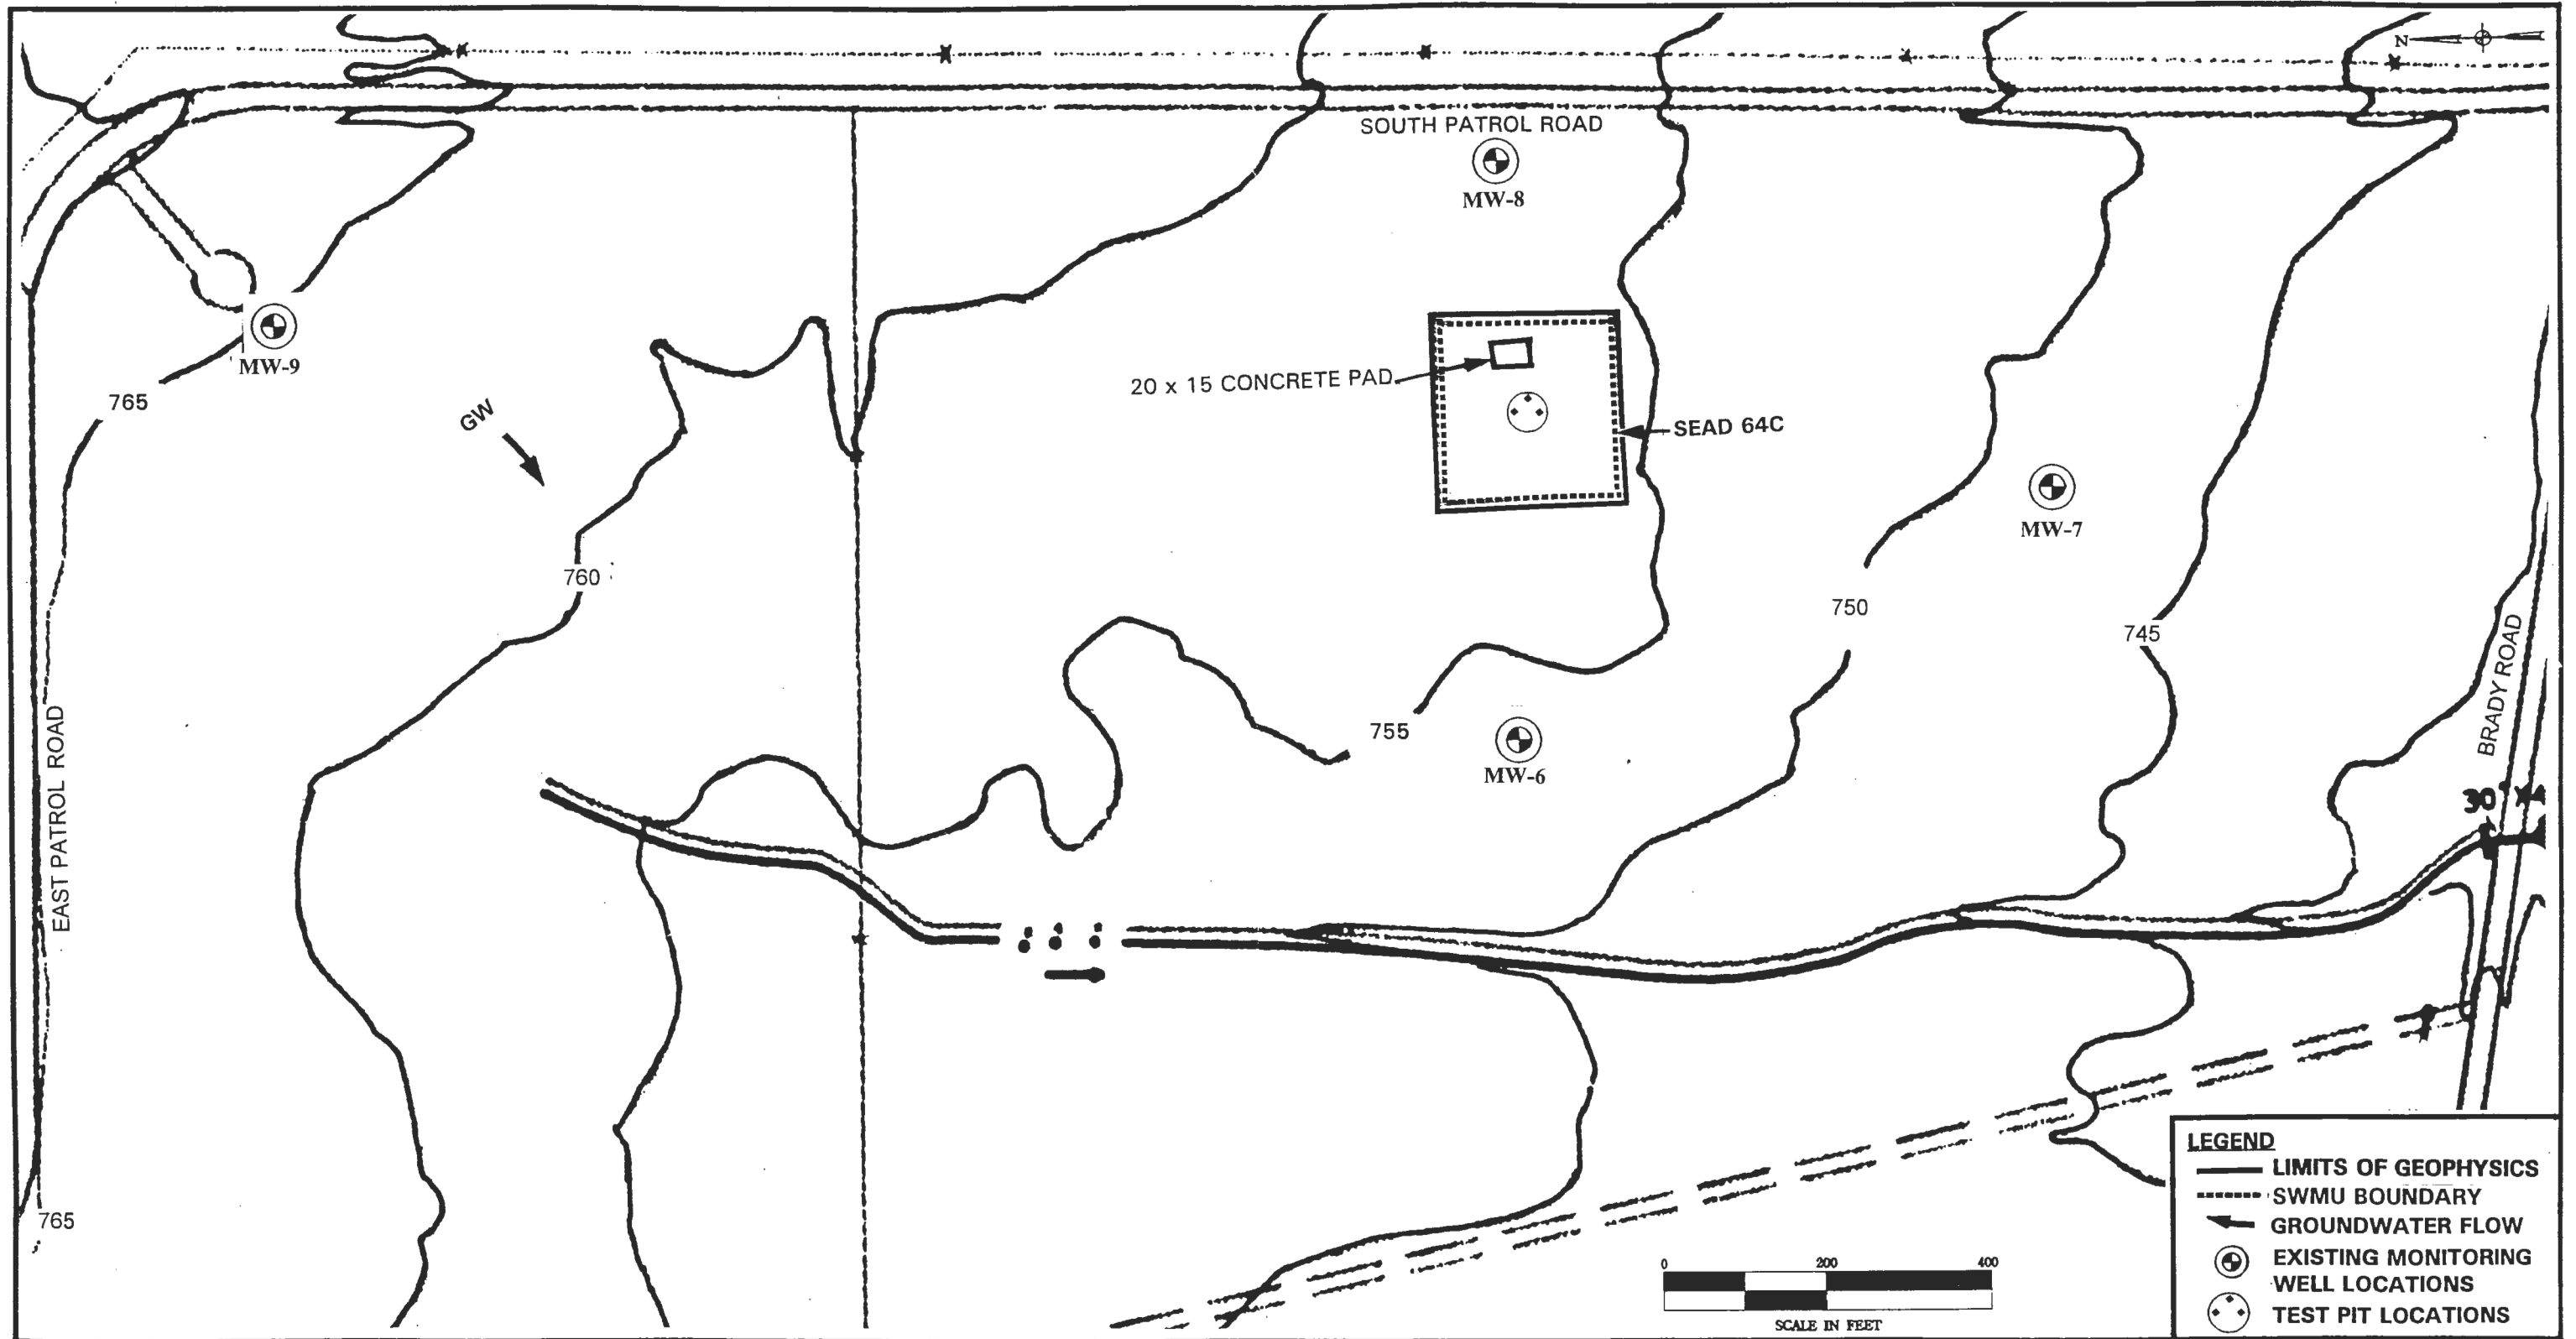 N
SOUTH PATROL ROAD
MW-8
MW-9
765
GW
20 x 15 CONCRETE PAD
SEAD 64C
MW-7
760
750
745
BRADY ROAD
755
MW-6
EAST PATROL ROAD
30"
765
LEGEND
LIMITS OF GEOPHYSICS
SWMU BOUNDARY
GROUNDWATER FLOW
EXISTING MONITORING
WELL LOCATIONS
TEST PIT LOCATIONS
0 200 400
SCALE IN FEET